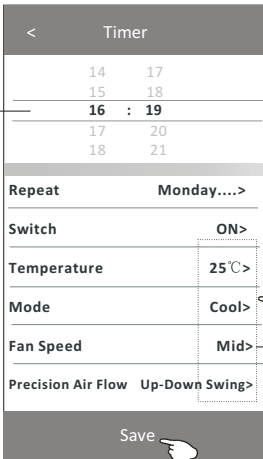 < Timer
14 17
15 18
16 : 19
17 20
18 21
Repeat Monday....>
Switch ON>
Temperature 25℃>
Mode Cool>
Fan Speed Mid>
Precision Air Flow Up-Down Swing>
Save